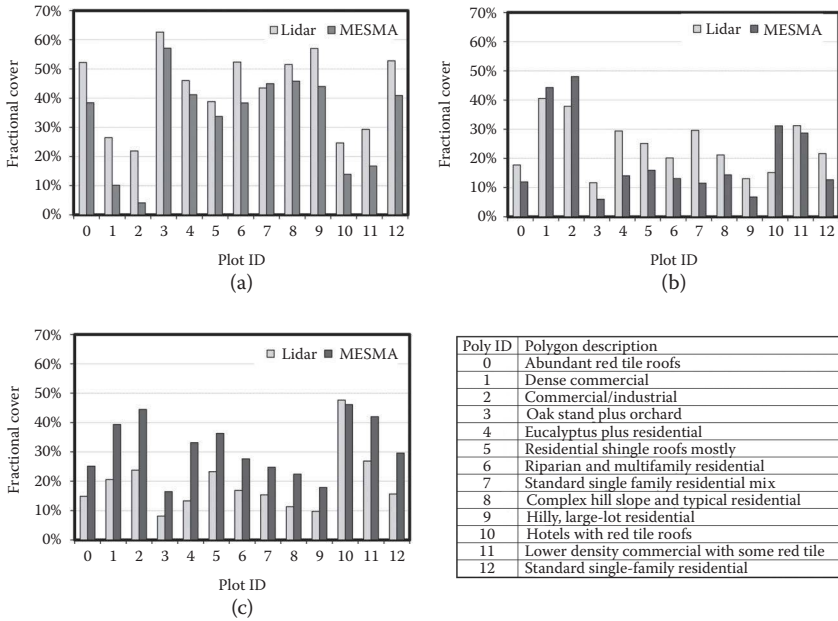 70%
60%
50%
40%
30%
20%
10%
0%
Fractional cover
Lidar MESMA
0 1 2 3 4 5 6 7 8 9 10 11 12
Plot ID
(a)
70%
60%
50%
40%
30%
20%
10%
0%
Fractional cover
Lidar MESMA
0 1 2 3 4 5 6 7 8 9 10 11 12
Plot ID
(b)
70%
60%
50%
40%
30%
20%
10%
0%
Fractional cover
Lidar MESMA
0 1 2 3 4 5 6 7 8 9 10 11 12
Plot ID
(c)
Poly ID Polygon description
0 Abundant red tile roofs
1 Dense commercial
2 Commercial/industrial
3 Oak stand plus orchard
4 Eucalyptus plus residential
5 Residential shingle roofs mostly
6 Riparian and multifamily residential
7 Standard single family residential mix
8 Complex hill slope and typical residential
9 Hilly, large-lot residential
10 Hotels with red tile roofs
11 Lower density commercial with some red tile
12 Standard single-family residential